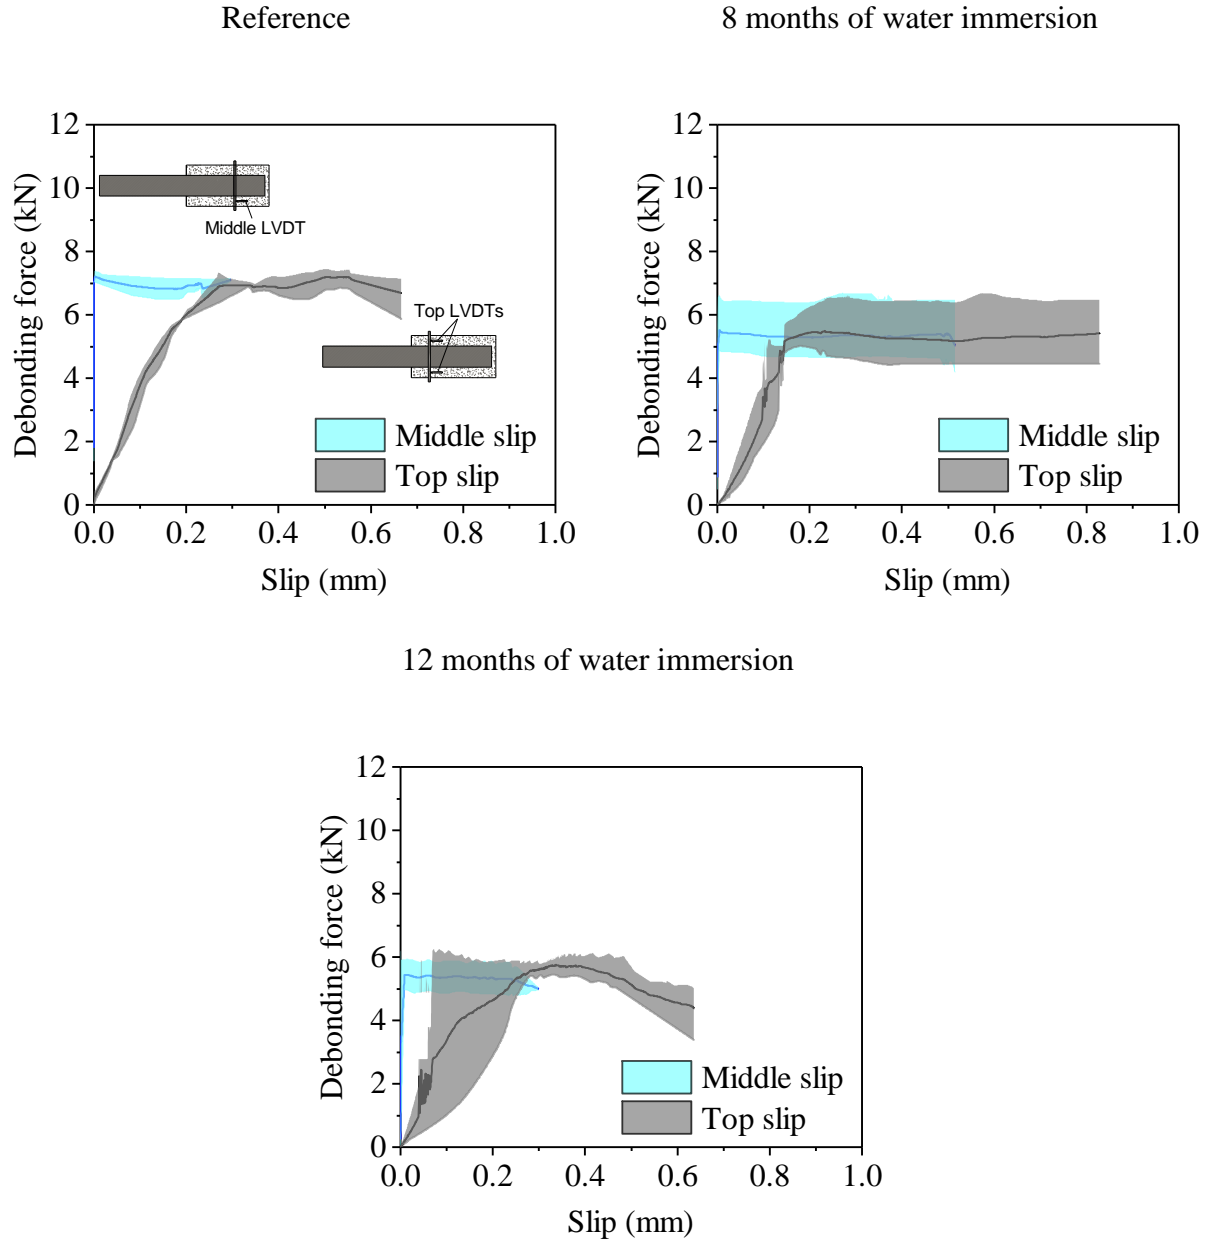 Reference
8 months of water immersion
12
10
8
6
4
2
0
Debonding force (kN)
Middle LVDT
Top LVDTs
Middle slip
Top slip
0.0 0.2 0.4 0.6 0.8 1.0
Slip (mm)
12
10
8
6
4
2
0
Debonding force (kN)
Middle slip
Top slip
0.0 0.2 0.4 0.6 0.8 1.0
Slip (mm)
12 months of water immersion
12
10
8
6
4
2
0
Debonding force (kN)
Middle slip
Top slip
0.0 0.2 0.4 0.6 0.8 1.0
Slip (mm)